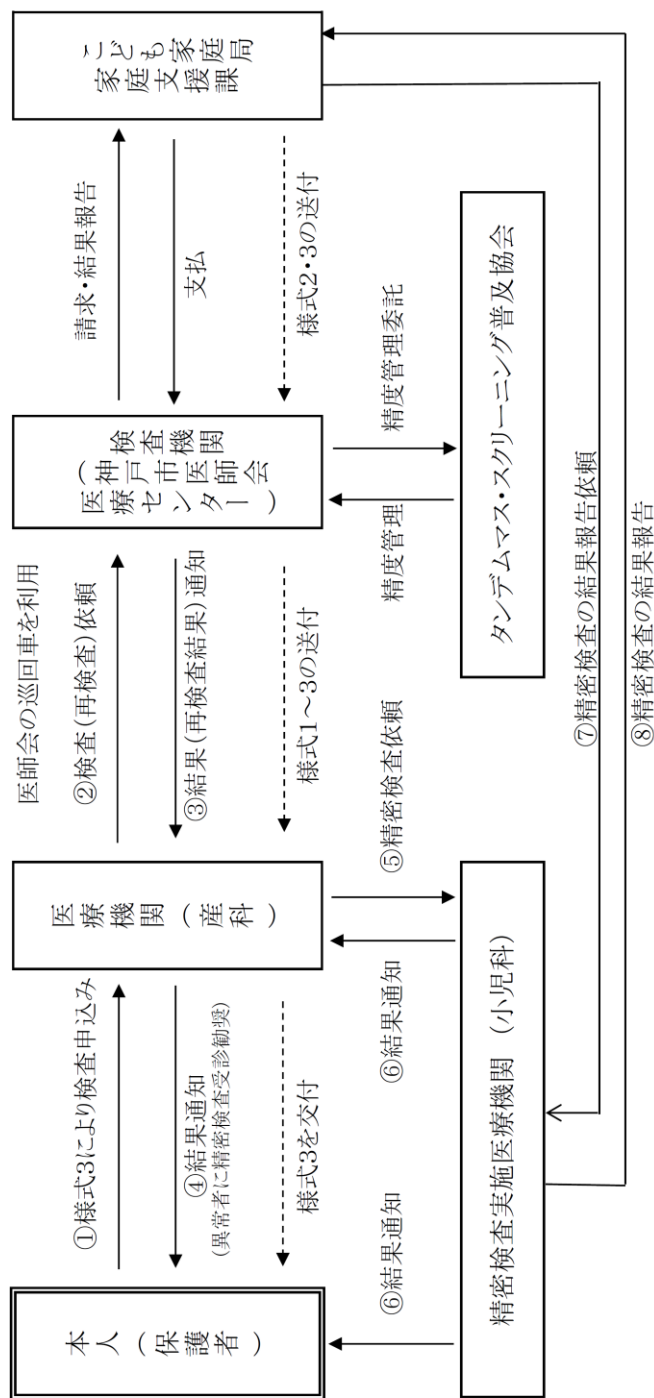 本人（保護者）
①様式3により検査申込み
④結果通知
(異常者に精密検査受診勧奨)
様式3を交付
⑥結果通知
医療機関（産科）
⑥結果通知
⑤精密検査依頼
精密検査実施医療機関（小児科）
医師会の巡回車を利用
②検査(再検査)依頼
③結果(再検査結果)通知
様式1～3の送付
検査機関
（神戸市医師会
医療センター）
精度管理
精度管理委託
タンデムマス・スクリーニング普及協会
請求・結果報告
支払
様式2・3の送付
こども家庭局
家庭支援課
⑦精密検査の結果報告依頼
⑧精密検査の結果報告